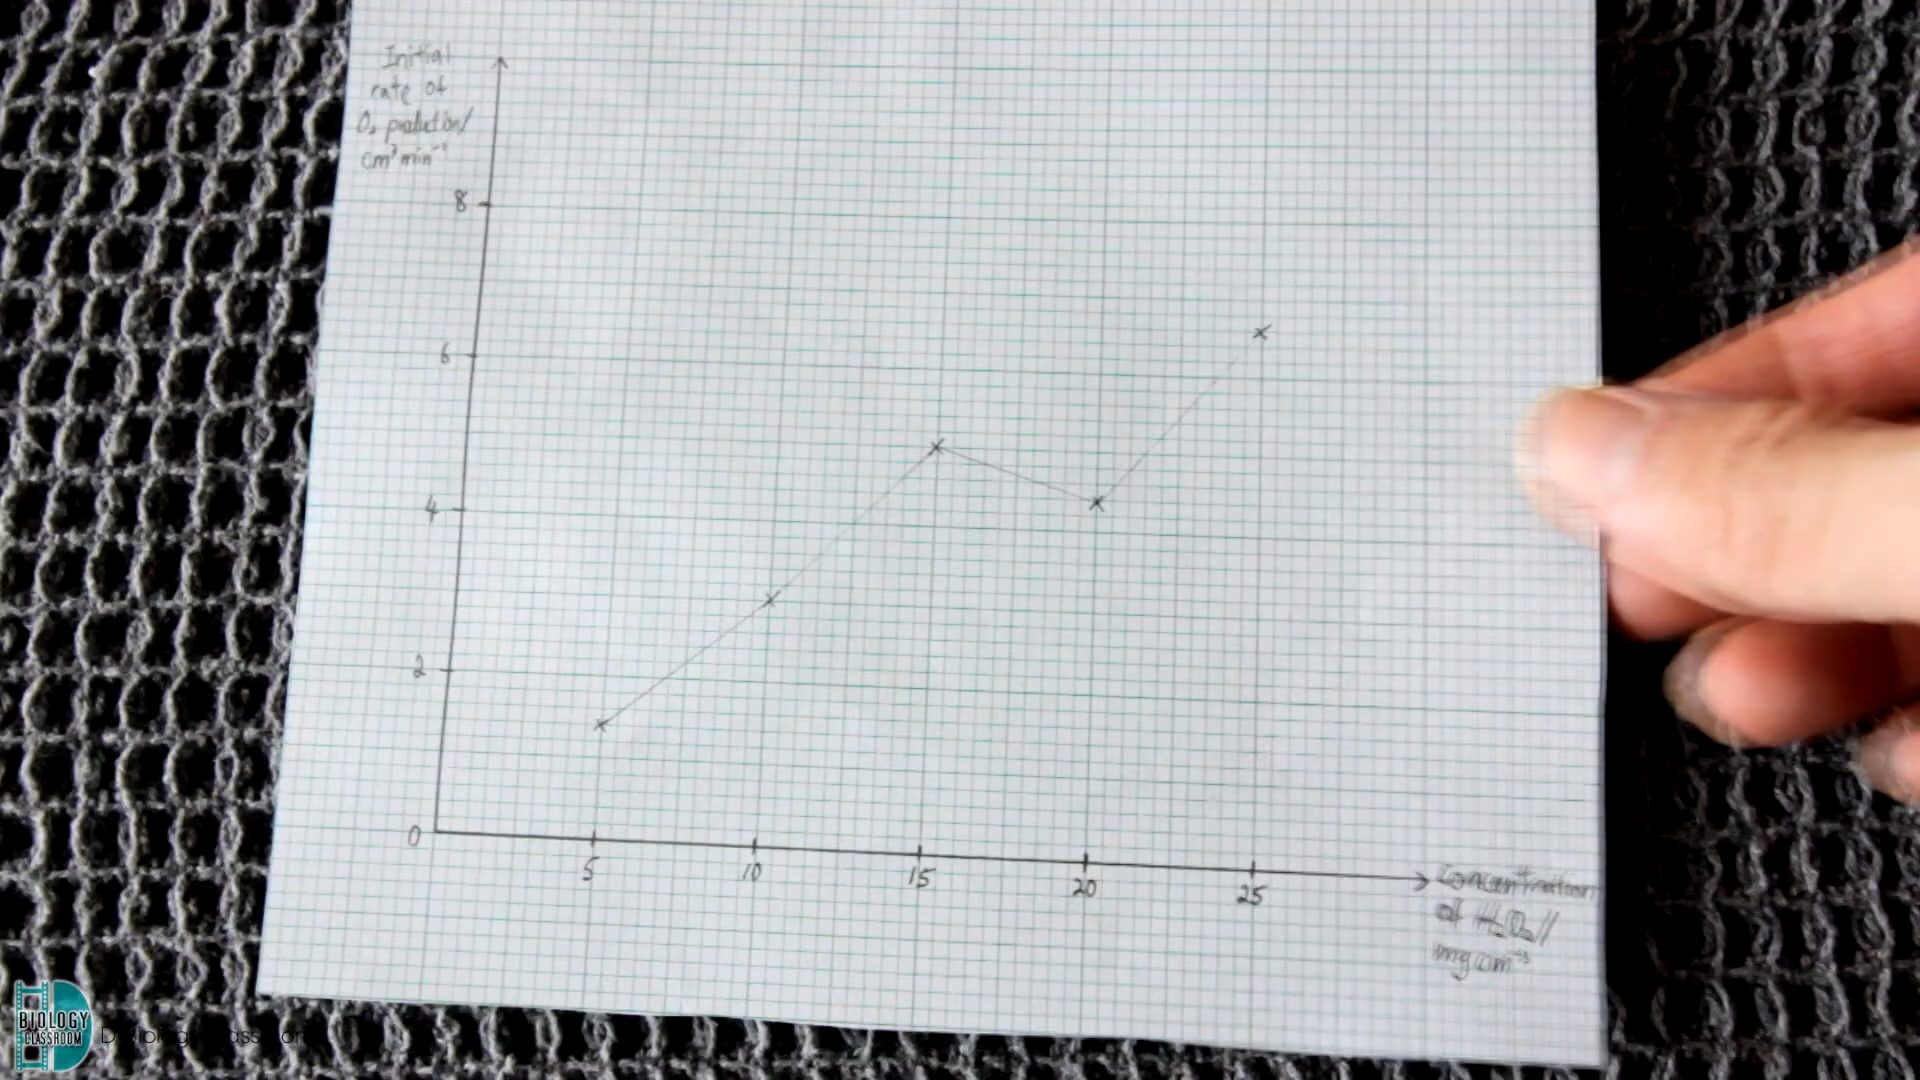 Initial
rate of
O₂ prodution/
cm³ min⁻¹
8
6
4
2
0
5
10
15
20
25
Concentration
of H₂O₂/
mg cm⁻³
BIOLOGY
CLASSROOM